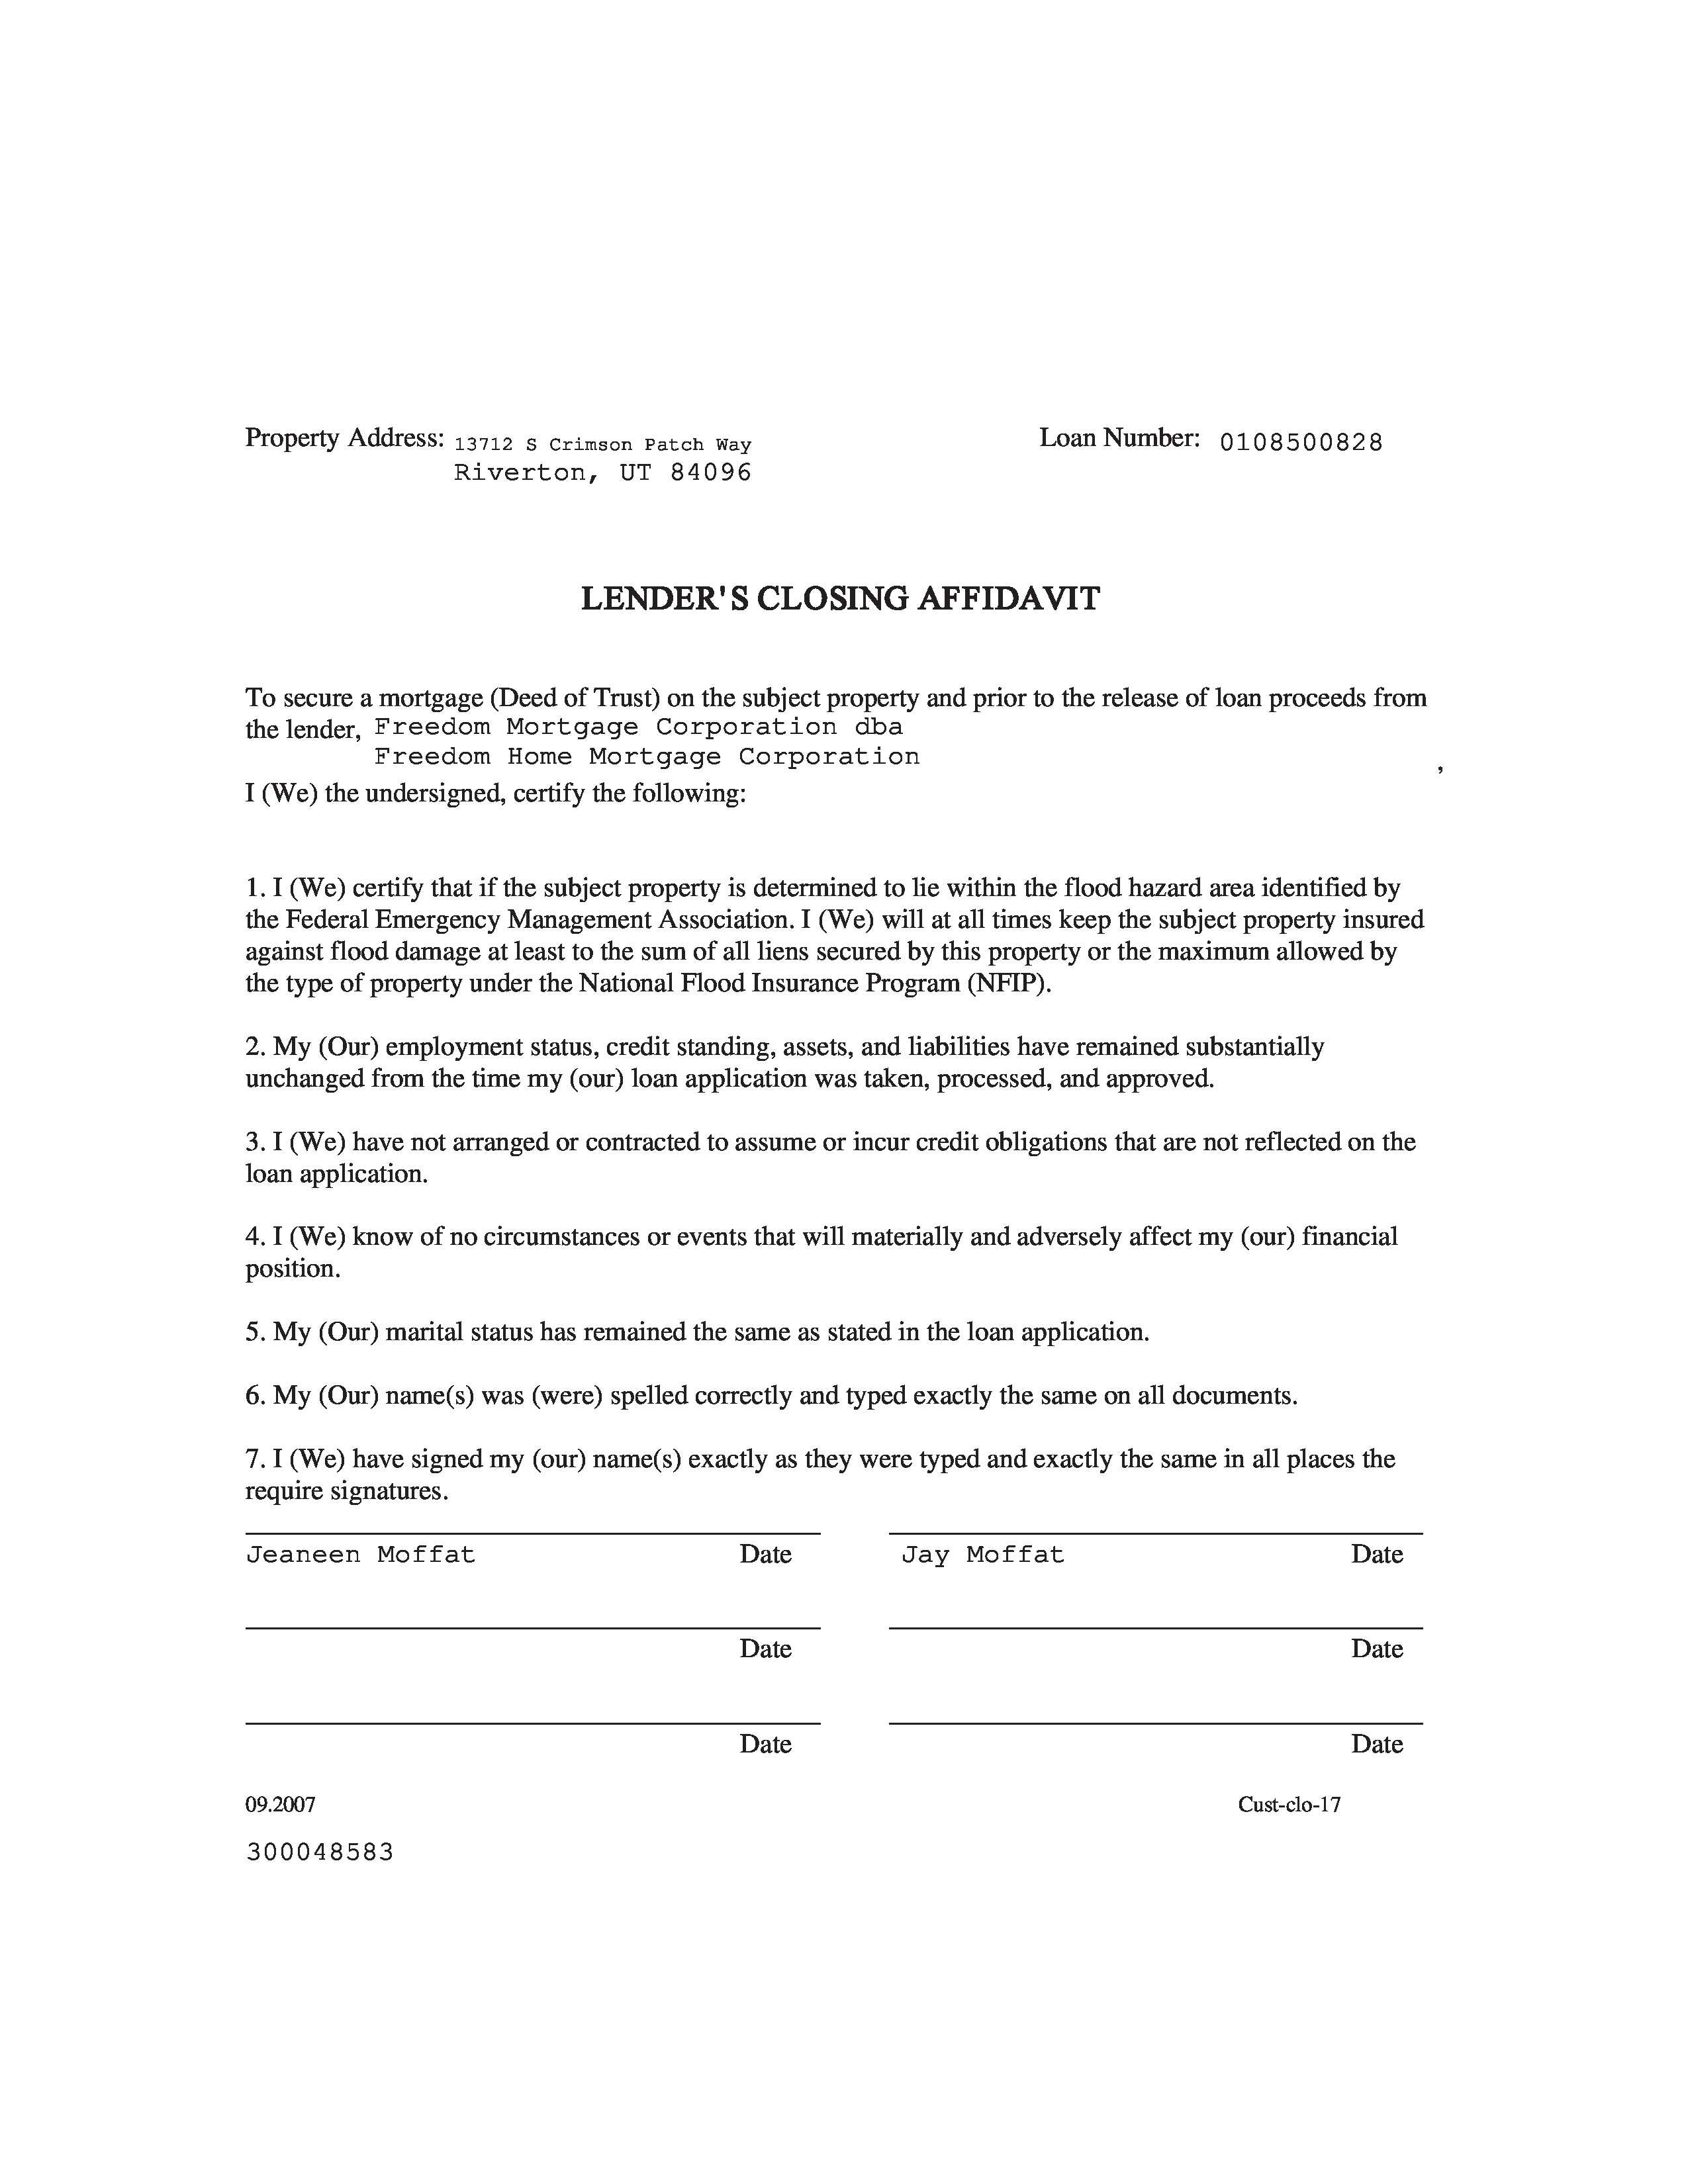 Property Address: 13712 S Crimson Patch Way Loan Number: 0108500828
Riverton, UT 84096
LENDER'S CLOSING AFFIDAVIT
To secure a mortgage (Deed of Trust) on the subject property and prior to the release of loan proceeds from
the lender, Freedom Mortgage Corporation dba
Freedom Home Mortgage Corporation ,
I (We) the undersigned, certify the following:
1. I (We) certify that if the subject property is determined to lie within the flood hazard area identified by
the Federal Emergency Management Association. I (We) will at all times keep the subject property insured
against flood damage at least to the sum of all liens secured by this property or the maximum allowed by
the type of property under the National Flood Insurance Program (NFIP).
2. My (Our) employment status, credit standing, assets, and liabilities have remained substantially
unchanged from the time my (our) loan application was taken, processed, and approved.
3. I (We) have not arranged or contracted to assume or incur credit obligations that are not reflected on the
loan application.
4. I (We) know of no circumstances or events that will materially and adversely affect my (our) financial
position.
5. My (Our) marital status has remained the same as stated in the loan application.
6. My (Our) name(s) was (were) spelled correctly and typed exactly the same on all documents.
7. I (We) have signed my (our) name(s) exactly as they were typed and exactly the same in all places the
require signatures.
Jeaneen Moffat Date Jay Moffat Date
Date Date
Date Date
09.2007 Cust-clo-17
300048583